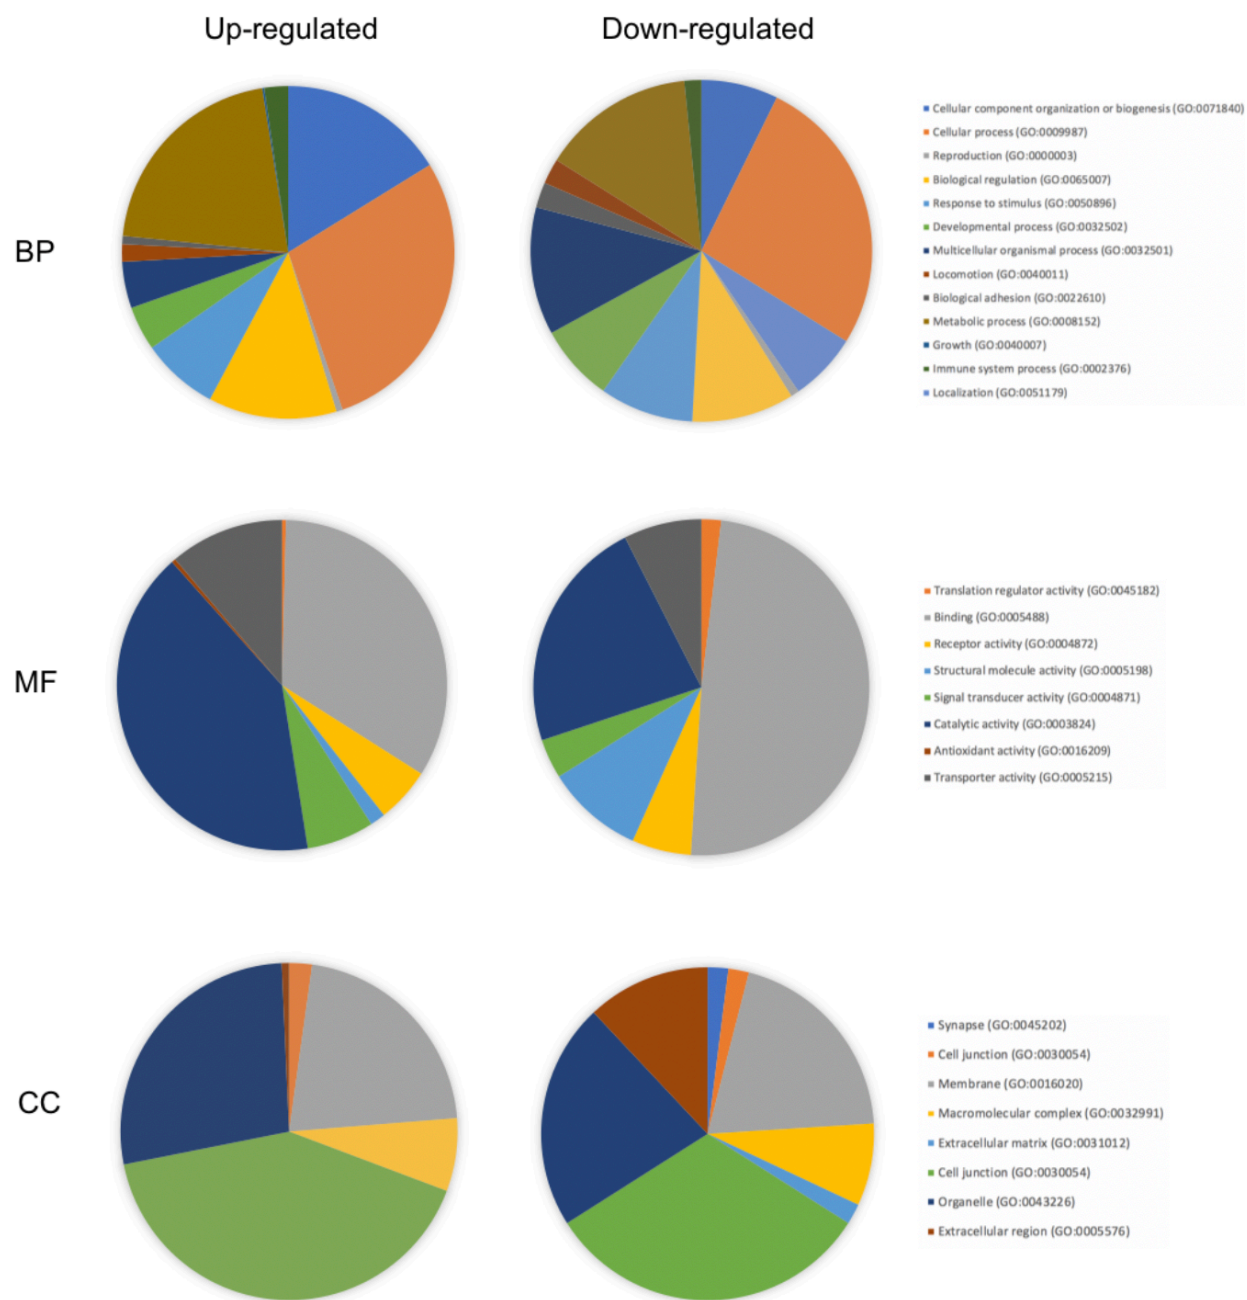 Up-regulated
Down-regulated
BP
Cellular component organization or biogenesis (GO:0071840)
Cellular process (GO:0009987)
Reproduction (GO:0000003)
Biological regulation (GO:0065007)
Response to stimulus (GO:0050896)
Developmental process (GO:0032502)
Multicellular organismal process (GO:0032501)
Locomotion (GO:0040011)
Biological adhesion (GO:0022610)
Metabolic process (GO:0008152)
Growth (GO:0040007)
Immune system process (GO:0002376)
Localization (GO:0051179)
MF
Translation regulator activity (GO:0045182)
Binding (GO:0005488)
Receptor activity (GO:0004872)
Structural molecule activity (GO:0005198)
Signal transducer activity (GO:0004871)
Catalytic activity (GO:0003824)
Antioxidant activity (GO:0016209)
Transporter activity (GO:0005215)
CC
Synapse (GO:0045202)
Cell junction (GO:0030054)
Membrane (GO:0016020)
Macromolecular complex (GO:0032991)
Extracellular matrix (GO:0031012)
Cell junction (GO:0030054)
Organelle (GO:0043226)
Extracellular region (GO:0005576)